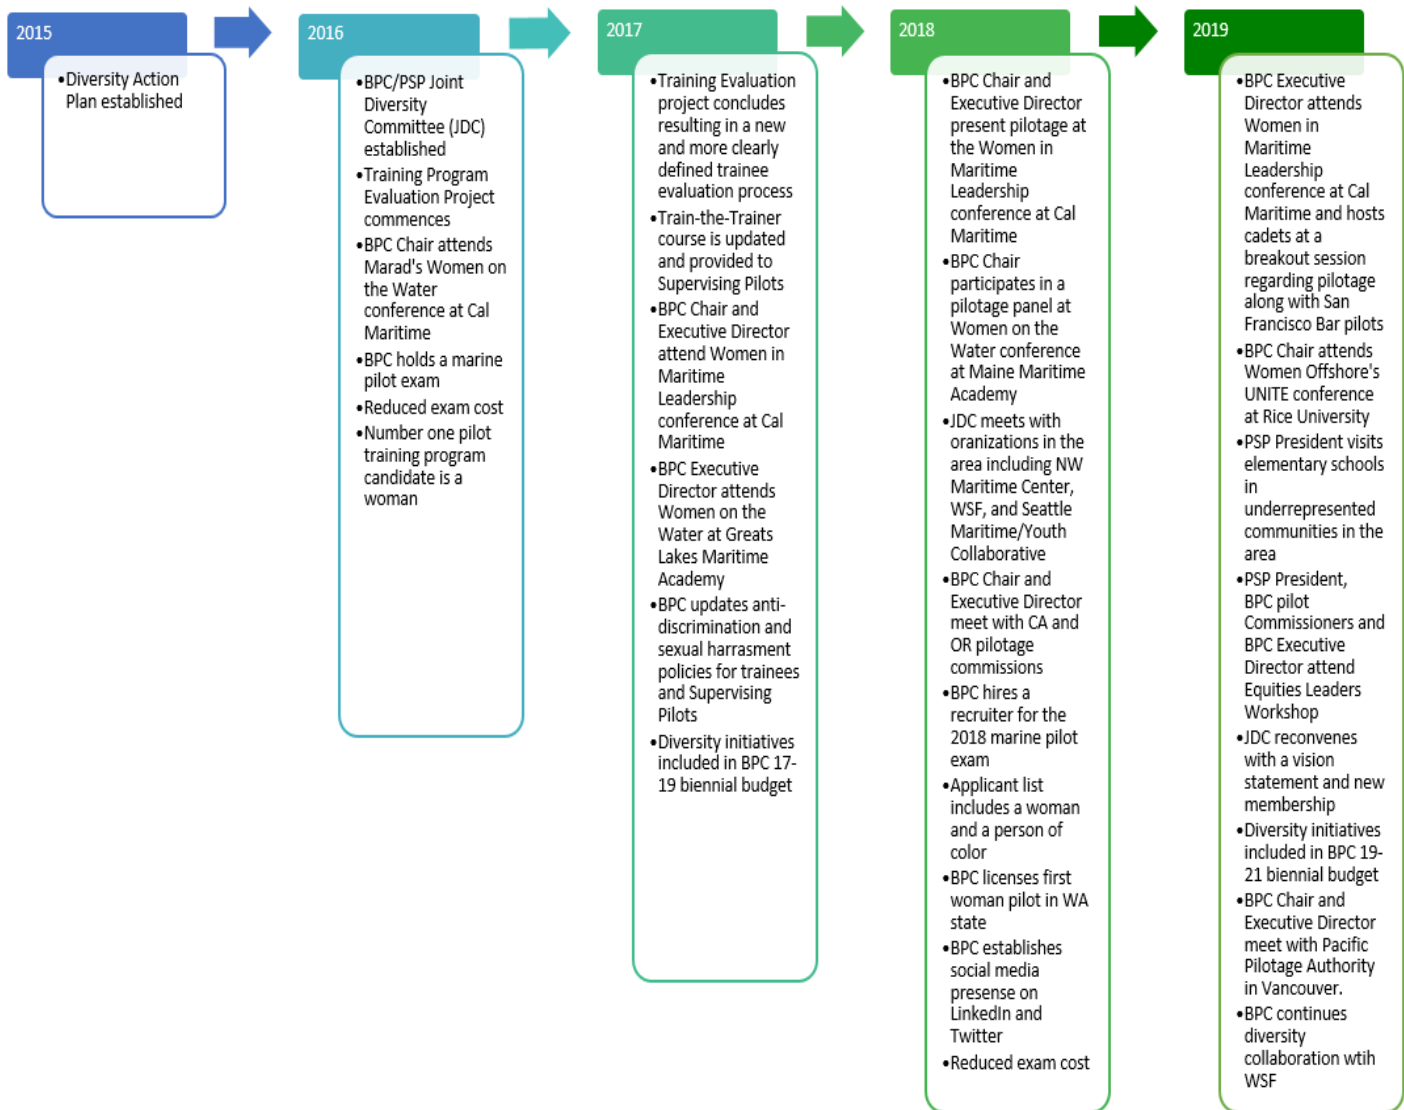 2015
•Diversity Action
Plan established
2016
•BPC/PSP Joint
Diversity
Committee (JDC)
established
•Training Program
Evaluation Project
commences
•BPC Chair attends
Marad's Women on
the Water
conference at Cal
Maritime
•BPC holds a marine
pilot exam
•Reduced exam cost
•Number one pilot
training program
candidate is a
woman
2017
•Training Evaluation
project concludes
resulting in a new
and more clearly
defined trainee
evaluation process
•Train-the-Trainer
course is updated
and provided to
Supervising Pilots
•BPC Chair and
Executive Director
attend Women in
Maritime
Leadership
conference at Cal
Maritime
•BPC Executive
Director attends
Women on the
Water at Greats
Lakes Maritime
Academy
•BPC updates anti-
discrimination and
sexual harrasment
policies for trainees
and Supervising
Pilots
•Diversity initiatives
included in BPC 17-
19 biennial budget
2018
•BPC Chair and
Executive Director
present pilotage at
the Women in
Maritime
Leadership
conference at Cal
Maritime
•BPC Chair
participates in a
pilotage panel at
Women on the
Water conference
at Maine Maritime
Academy
•JDC meets with
oranizations in the
area including NW
Maritime Center,
WSF, and Seattle
Maritime/Youth
Collaborative
•BPC Chair and
Executive Director
meet with CA and
OR pilotage
commissions
•BPC hires a
recruiter for the
2018 marine pilot
exam
•Applicant list
includes a woman
and a person of
color
•BPC licenses first
woman pilot in WA
state
•BPC establishes
social media
presense on
LinkedIn and
Twitter
•Reduced exam cost
2019
•BPC Executive
Director attends
Women in
Maritime
Leadership
conference at Cal
Maritime and hosts
cadets at a
breakout session
regarding pilotage
along with San
Francisco Bar pilots
•BPC Chair attends
Women Offshore's
UNITE conference
at Rice University
•PSP President visits
elementary schools
in
underrepresented
communities in the
area
•PSP President,
BPC pilot
Commissioners and
BPC Executive
Director attend
Equities Leaders
Workshop
•JDC reconvenes
with a vision
statement and new
membership
•Diversity initiatives
included in BPC 19-
21 biennial budget
•BPC Chair and
Executive Director
meet with Pacific
Pilotage Authority
in Vancouver.
•BPC continues
diversity
collaboration wtih
WSF